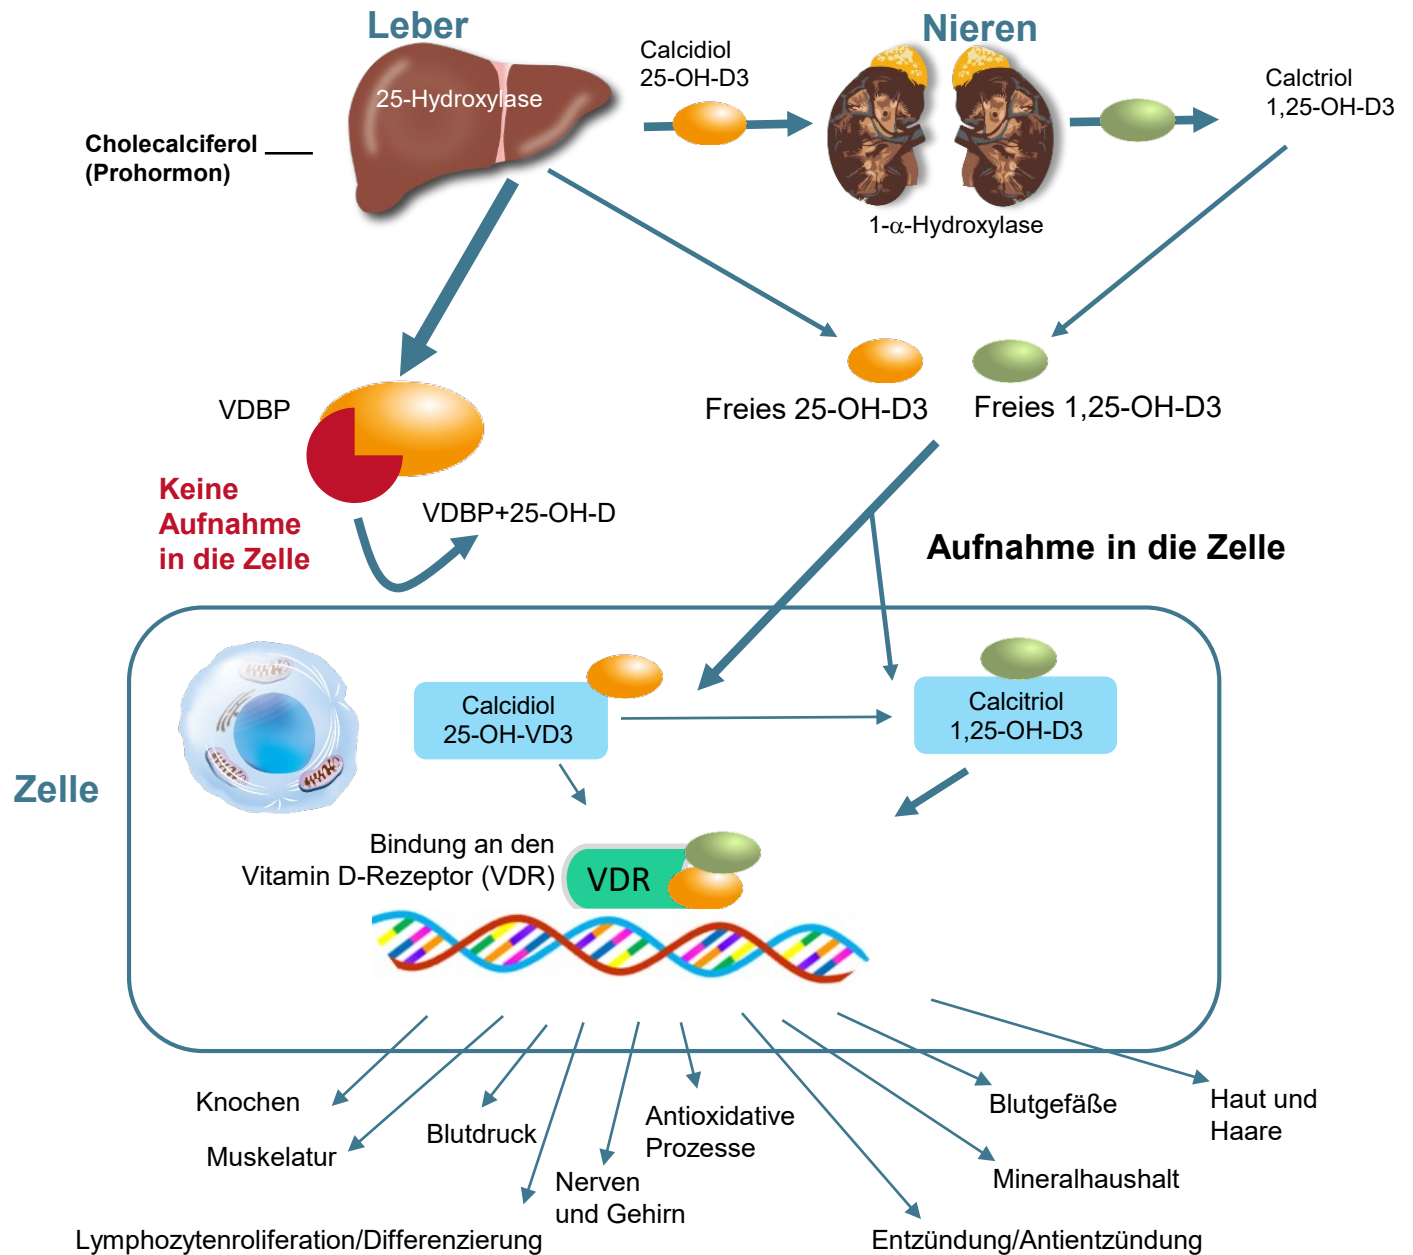 Leber
Nieren
Calcidiol
25-OH-D3
Calctriol
1,25-OH-D3
25-Hydroxylase
Cholecalciferol ___
(Prohormon)
1-α-Hydroxylase
VDBP
Freies 25-OH-D3
Freies 1,25-OH-D3
Keine
Aufnahme
in die Zelle
VDBP+25-OH-D
Aufnahme in die Zelle
Calcidiol
25-OH-VD3
Calcitriol
1,25-OH-D3
Zelle
Bindung an den
Vitamin D-Rezeptor (VDR)
VDR
Knochen
Muskelatur
Blutdruck
Antioxidative
Prozesse
Blutgefäße
Haut und
Haare
Nerven
und Gehirn
Mineralhaushalt
Lymphozytenroliferation/Differenzierung
Entzündung/Antientzündung